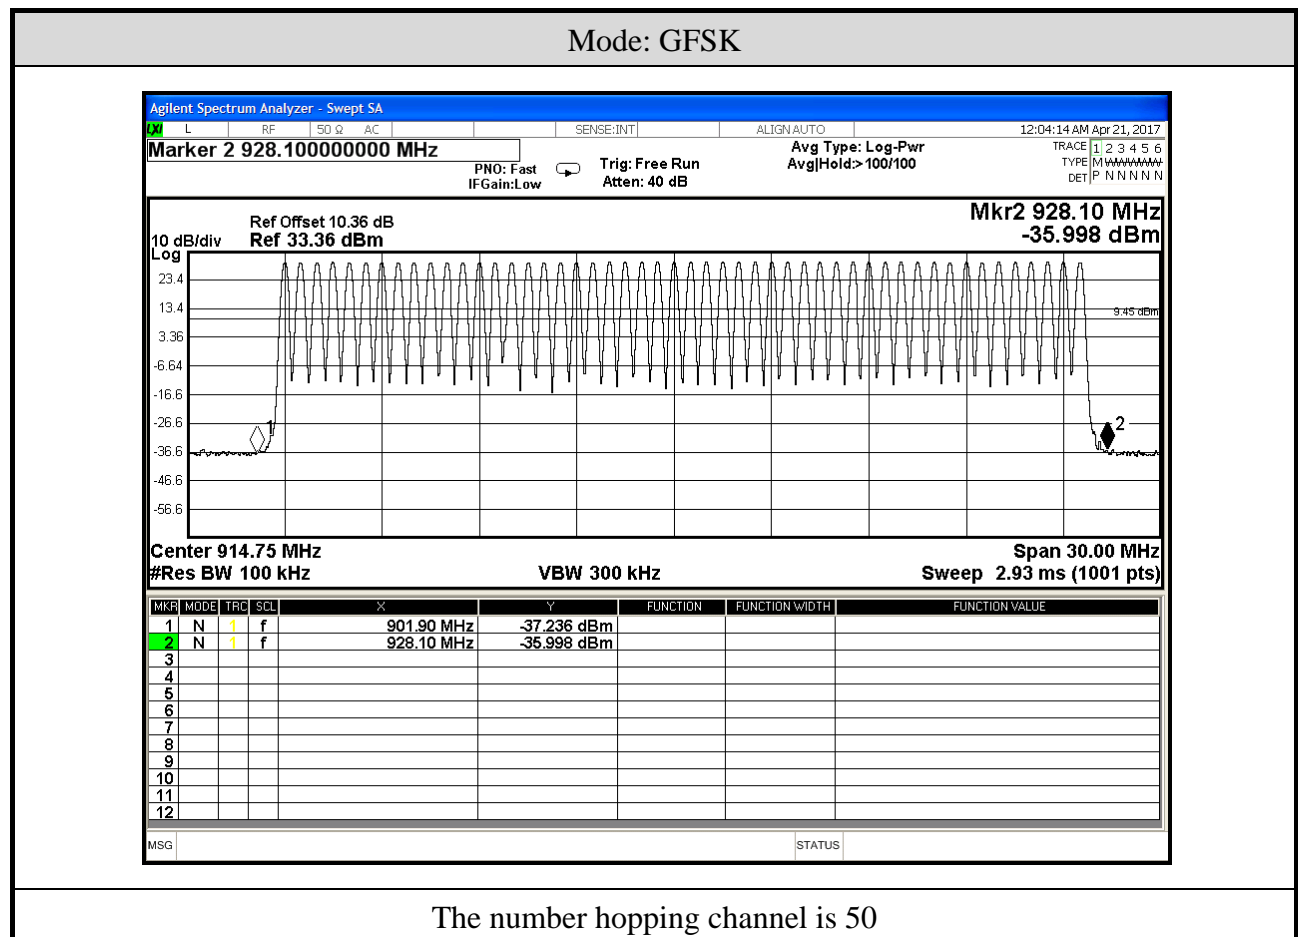 Mode: GFSK
Agilent Spectrum Analyzer - Swept SA
LXI L RF 50 Ω AC SENSE:INT ALIGN AUTO 12:04:14 AM Apr 21, 2017
Marker 2 928.100000000 MHz
PNO: Fast
IFGain:Low
Trig: Free Run
Atten: 40 dB
Avg Type: Log-Pwr
Avg|Hold:>100/100
TRACE 1 2 3 4 5 6
TYPE M
DET P N N N N N
Mkr2 928.10 MHz
-35.998 dBm
Ref Offset 10.36 dB
10 dB/div Ref 33.36 dBm
Log
23.4
13.4
9.45 dBm
3.36
-6.64
-16.6
-26.6
1
2
-36.6
-46.6
-56.6
Center 914.75 MHz Span 30.00 MHz
#Res BW 100 kHz VBW 300 kHz Sweep 2.93 ms (1001 pts)
MKR MODE TRC SCL X Y FUNCTION FUNCTION WIDTH FUNCTION VALUE
1 N 1 f 901.90 MHz -37.236 dBm
2 N 1 f 928.10 MHz -35.998 dBm
3
4
5
6
7
8
9
10
11
12
MSG STATUS
The number hopping channel is 50